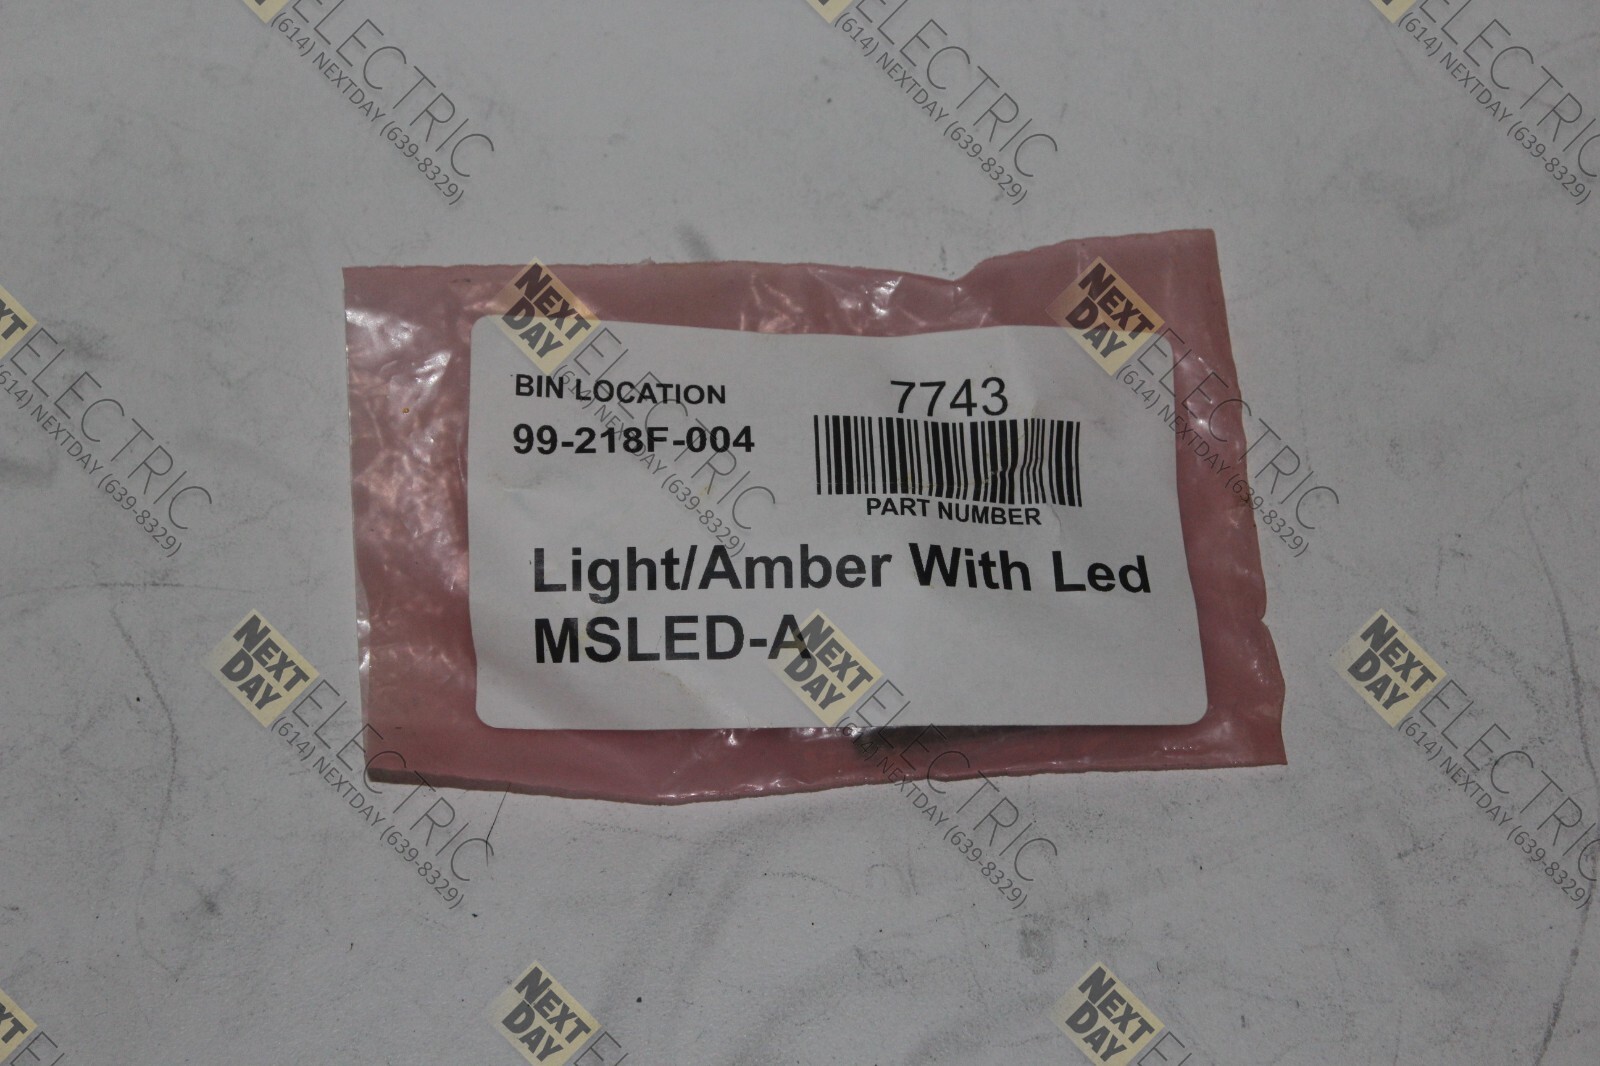 BIN LOCATION
99-218F-004
7743
PART NUMBER
Light/Amber With Led
MSLED-A
NEXT DAY ELECTRIC
(614) NEXTDAY (639-8329)